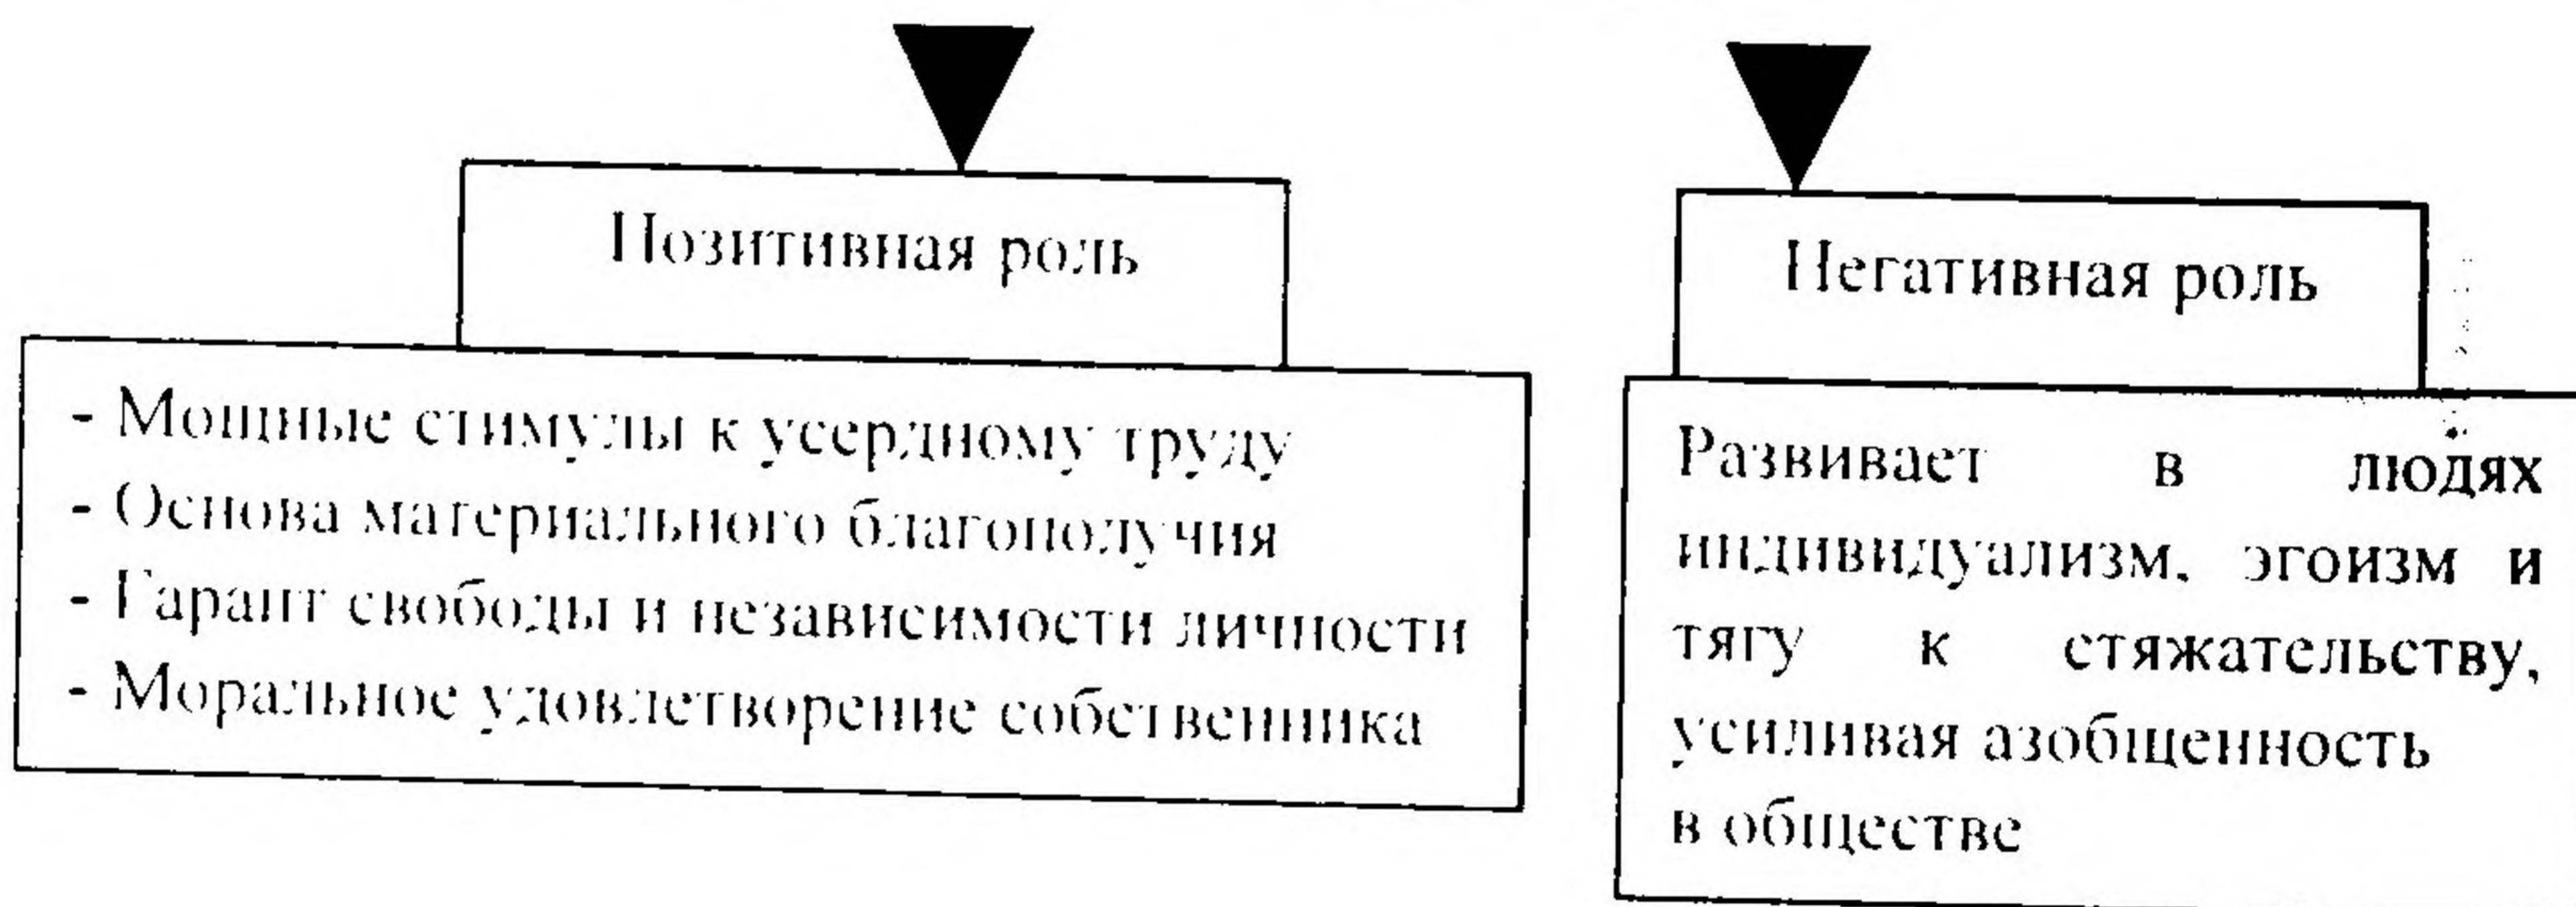 Позитивная роль
- Мощные стимулы к усердному труду
- Основа материального благополучия
- Гарант свободы и независимости личности
- Моральное удовлетворение собственника
Негативная роль
Развивает в людях
индивидуализм, эгоизм и
тягу к стяжательству,
усиливая азобщенность
в обществе